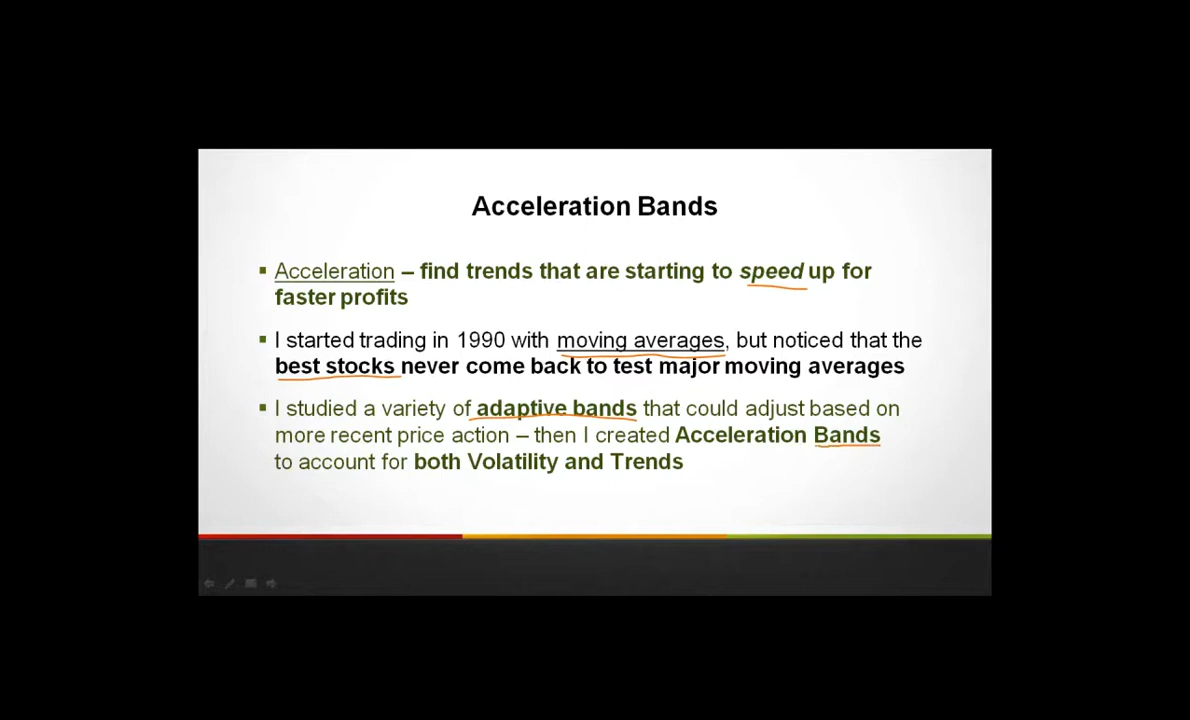 Acceleration Bands
▪ Acceleration – find trends that are starting to speed up for
faster profits
▪ I started trading in 1990 with moving averages, but noticed that the
best stocks never come back to test major moving averages
▪ I studied a variety of adaptive bands that could adjust based on
more recent price action – then I created Acceleration Bands
to account for both Volatility and Trends